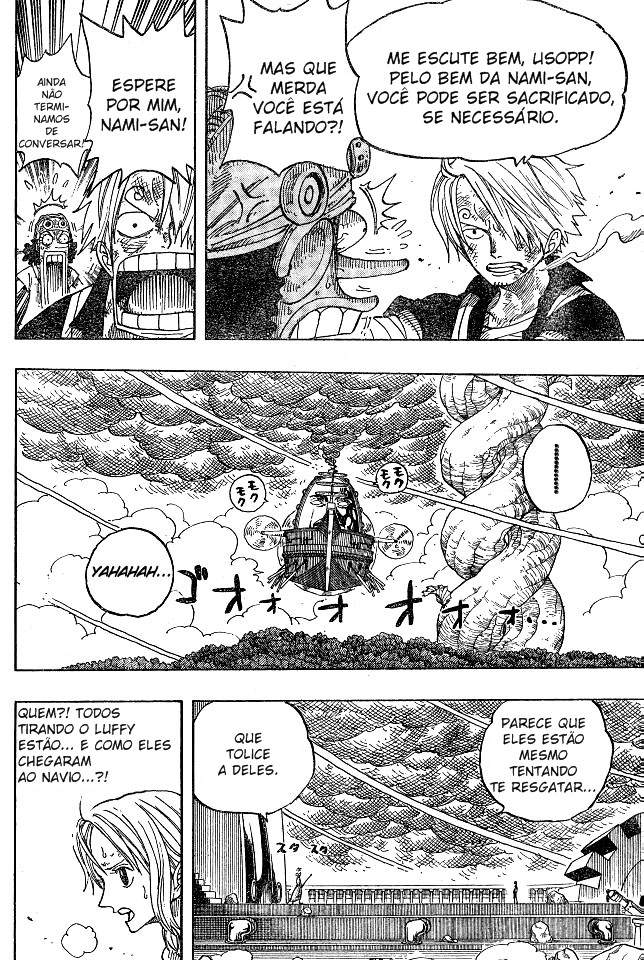 ME ESCUTE BEM, USOPP!
PELO BEM DA NAMI-SAN,
VOCÊ PODE SER SACRIFICADO,
SE NECESSÁRIO.
MAS QUE
MERDA
VOCÊ ESTÁ
FALANDO?!
ESPERE
POR MIM,
NAMI-SAN!
AINDA
NÃO
TERMI-
NAMOS
DE
CONVERSAR!
モクモク
モクモク
YAHAHAH...
ゴオオオオオオ...
PARECE QUE
ELES ESTÃO
MESMO
TENTANDO
TE RESGATAR...
QUE
TOLICE
A DELES.
スタスタ
QUEM?! TODOS
TIRANDO O LUFFY
ESTÃO... E COMO ELES
CHEGARAM
AO NAVIO...?!